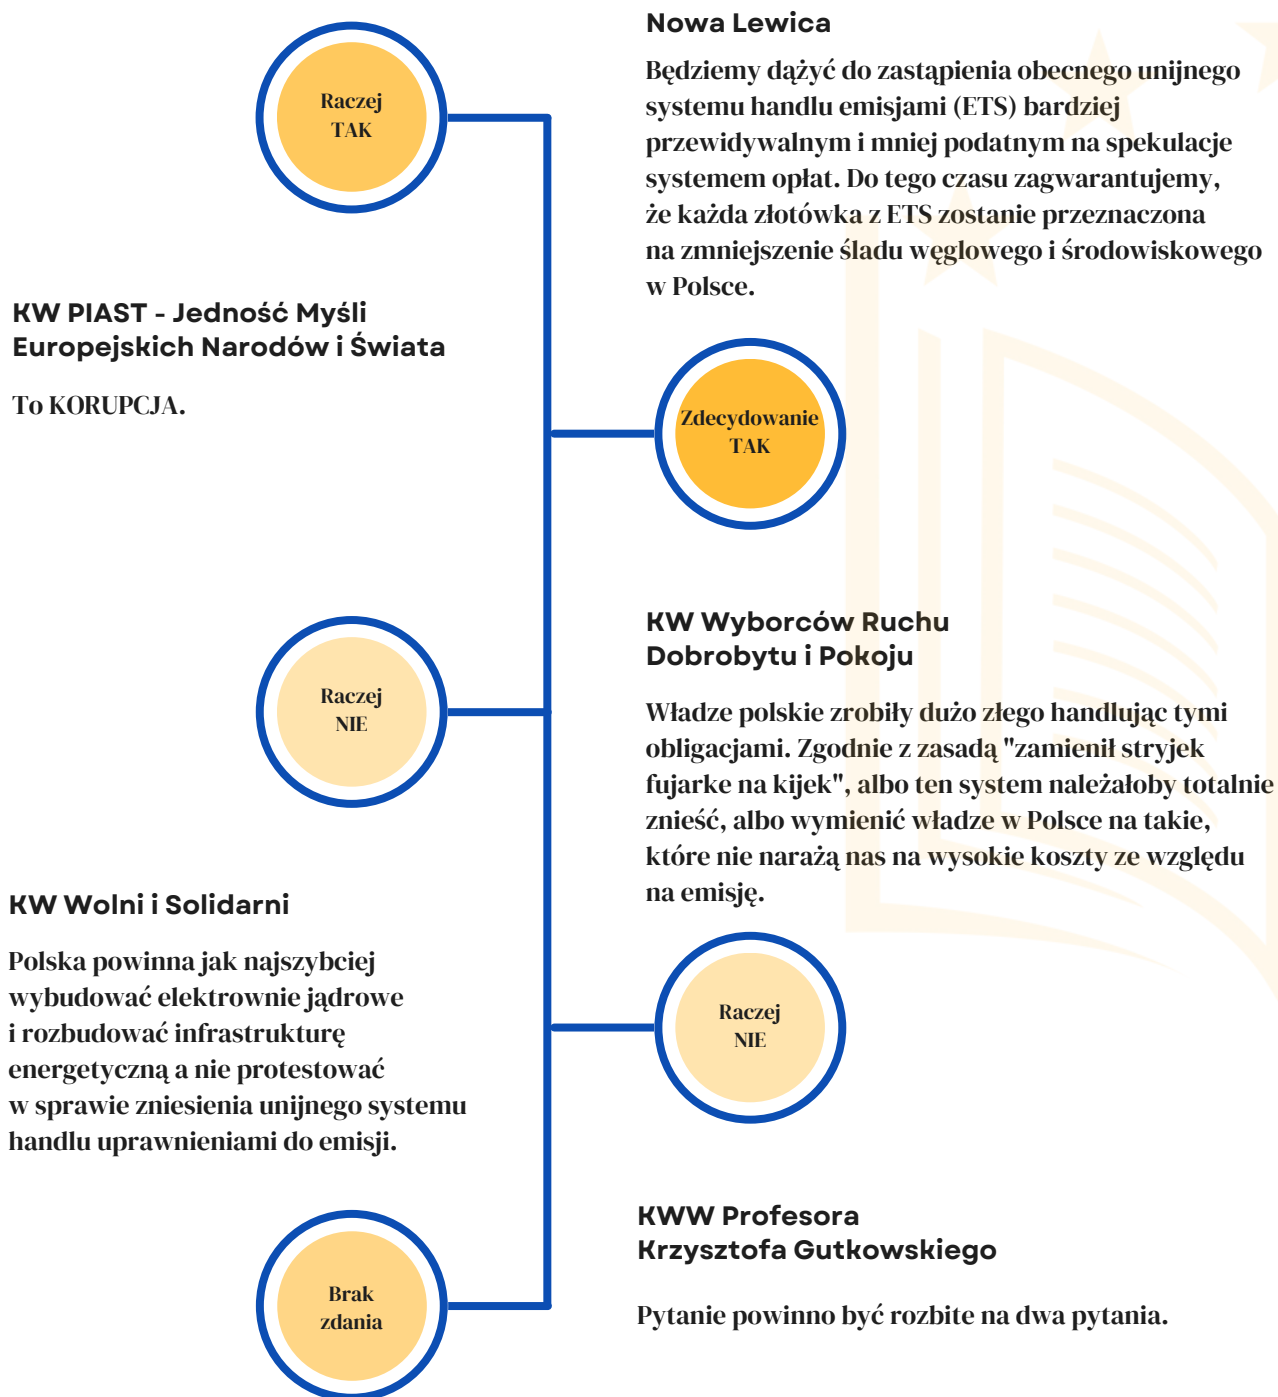 Nowa Lewica
Raczej
TAK
Będziemy dążyć do zastąpienia obecnego unijnego
systemu handlu emisjami (ETS) bardziej
przewidywalnym i mniej podatnym na spekulacje
systemem opłat. Do tego czasu zagwarantujemy,
że każda złotówka z ETS zostanie przeznaczona
na zmniejszenie śladu węglowego i środowiskowego
w Polsce.
KW PIAST - Jedność Myśli
Europejskich Narodów i Świata
To KORUPCJA.
Zdecydowanie
TAK
Raczej
NIE
KW Wyborców Ruchu
Dobrobytu i Pokoju
Władze polskie zrobiły dużo złego handlując tymi
obligacjami. Zgodnie z zasadą "zamienił stryjek
fujarke na kijek", albo ten system należałoby totalnie
znieść, albo wymienić władze w Polsce na takie,
które nie narażą nas na wysokie koszty ze względu
na emisję.
KW Wolni i Solidarni
Polska powinna jak najszybciej
wybudować elektrownie jądrowe
i rozbudować infrastrukturę
energetyczną a nie protestować
w sprawie zniesienia unijnego systemu
handlu uprawnieniami do emisji.
Raczej
NIE
Brak
zdania
KWW Profesora
Krzysztofa Gutkowskiego
Pytanie powinno być rozbite na dwa pytania.